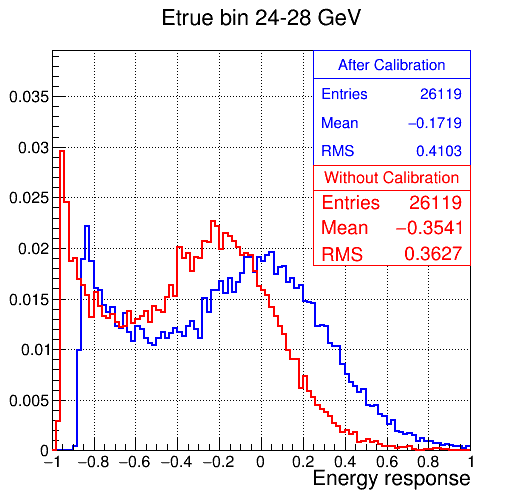 Etrue bin 24-28 GeV
After Calibration
Entries 26119
Mean −0.1719
RMS 0.4103
Without Calibration
Entries 26119
Mean −0.3541
RMS 0.3627
0.035
0.03
0.025
0.02
0.015
0.01
0.005
0
−1 −0.8 −0.6 −0.4 −0.2 0 0.2 0.4 0.6 0.8 1
Energy response